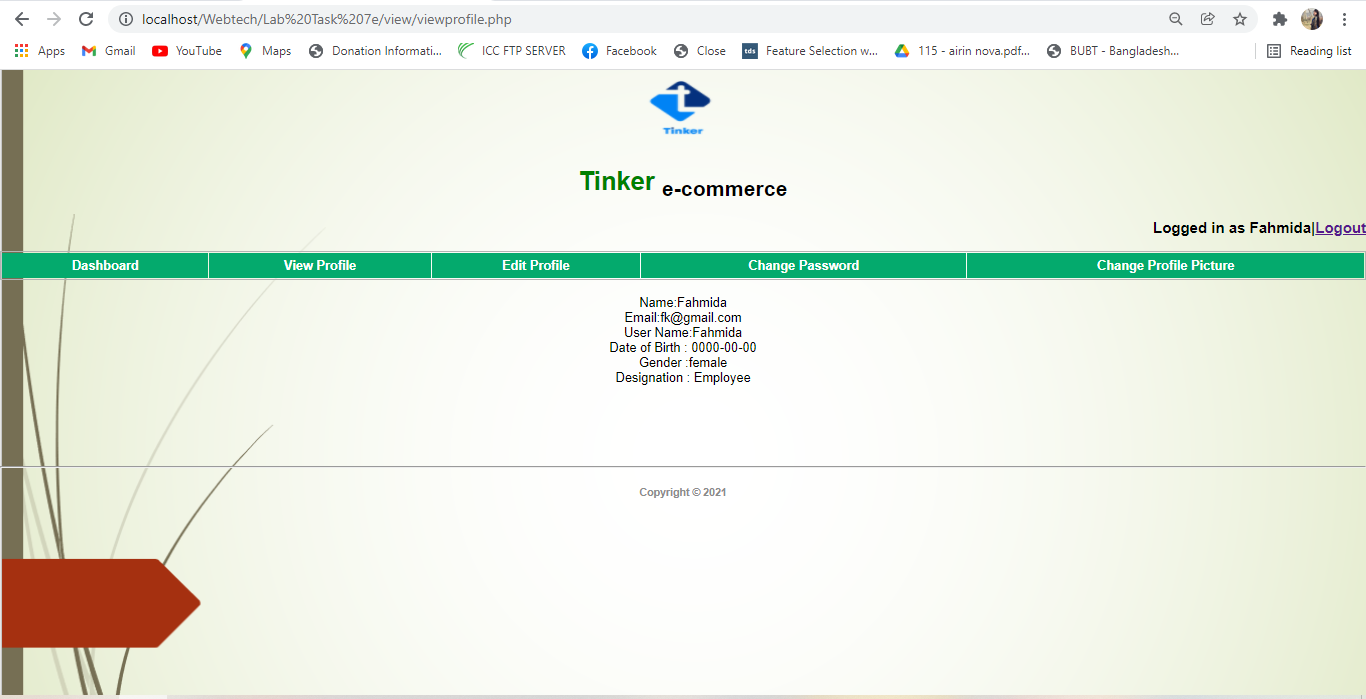 localhost/Webtech/Lab%20Task%207e/view/viewprofile.php
Apps Gmail YouTube Maps Donation Informati... ICC FTP SERVER Facebook Close tds Feature Selection w... 115 - airin nova.pdf... BUBT - Bangladesh... Reading list
t
Tinker
Tinker e-commerce
Logged in as Fahmida|Logout
Dashboard View Profile Edit Profile Change Password Change Profile Picture
Name:Fahmida
Email:fk@gmail.com
User Name:Fahmida
Date of Birth : 0000-00-00
Gender :female
Designation : Employee
Copyright © 2021